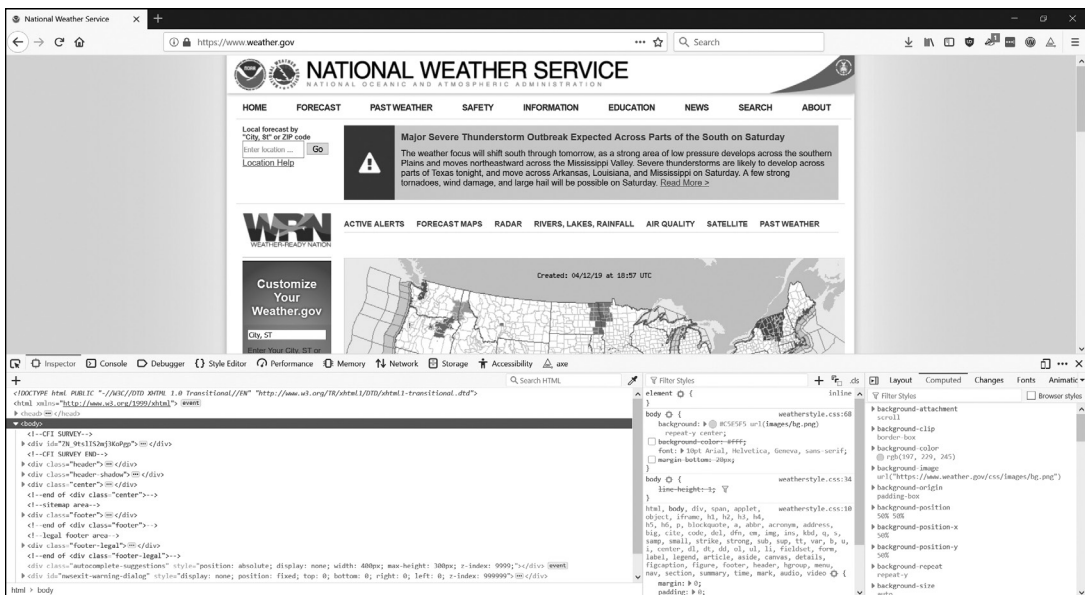 National Weather Service
https://www.weather.gov
Search
NATIONAL WEATHER SERVICE
NATIONAL OCEANIC AND ATMOSPHERIC ADMINISTRATION
HOME FORECAST PAST WEATHER SAFETY INFORMATION EDUCATION NEWS SEARCH ABOUT
Local forecast by
"City, St" or ZIP code
Enter location ...
Go
Location Help
Major Severe Thunderstorm Outbreak Expected Across Parts of the South on Saturday
The weather focus will shift south through tomorrow, as a strong area of low pressure develops across the southern
Plains and moves northeastward across the Mississippi Valley. Severe thunderstorms are likely to develop across
parts of Texas tonight, and move across Arkansas, Louisiana, and Mississippi on Saturday. A few strong
tornadoes, wind damage, and large hail will be possible on Saturday. Read More >
WRN
WEATHER-READY NATION
ACTIVE ALERTS FORECAST MAPS RADAR RIVERS, LAKES, RAINFALL AIR QUALITY SATELLITE PAST WEATHER
Customize
Your
Weather.gov
City, ST
Enter Your City, ST or
Created: 04/12/19 at 18:57 UTC
Inspector Console Debugger {} Style Editor Performance Memory Network Storage Accessibility axe
Search HTML
<!DOCTYPE html PUBLIC "-//W3C//DTD XHTML 1.0 Transitional//EN" "http://www.w3.org/TR/xhtml1/DTD/xhtml1-transitional.dtd">
<html xmlns="http://www.w3.org/1999/xhtml"> event
<head> </head>
<body>
<!--CFI SURVEY-->
</div>
<!--CFI SURVEY END-->
<div class="header"> </div>
<div class="header-shadow"> </div>
<div class="center"> </div>
<!--end of <div class="center">-->
<!--sitemap area-->
<div class="footer"> </div>
<!--end of <div class="footer">-->
<!--legal footer area-->
<div class="footer-legal"> </div>
<!--end of <div class="footer-legal">-->
<div class="autocomplete-suggestions" style="position: absolute; display: none; width: 400px; max-height: 300px; z-index: 9999;"></div> event
<div id="nwsexit-warning-dialog" style="display: none; position: fixed; top: 0; bottom: 0; right: 0; left: 0; z-index: 999999"> </div>
html > body
Filter Styles
.cls
element { inline
}
body { weatherstyle.css:68
background: #C5E5F5 url(images/bg.png)
repeat-y center;
background-color: #fff;
font: 10pt Arial, Helvetica, Geneva, sans-serif;
margin-bottom: 20px;
}
body { weatherstyle.css:34
line-height: 1;
}
html, body, div, span, applet, weatherstyle.css:10
object, iframe, h1, h2, h3, h4,
h5, h6, p, blockquote, a, abbr, acronym, address,
big, cite, code, del, dfn, em, img, ins, kbd, q, s,
samp, small, strike, strong, sub, sup, tt, var, b, u,
i, center, dl, dt, dd, ol, ul, li, fieldset, form,
label, legend, article, aside, canvas, details,
figcaption, figure, footer, header, hgroup, menu,
nav, section, summary, time, mark, audio, video {
margin: 0;
padding: 0;
Layout Computed Changes Fonts Animatic
Filter Styles
Browser styles
background-attachment
scroll
background-clip
border-box
background-color
rgb(197, 229, 245)
background-image
url("https://www.weather.gov/css/images/bg.png")
background-origin
padding-box
background-position
50% 50%
background-position-x
50%
background-position-y
50%
background-repeat
repeat-y
background-size